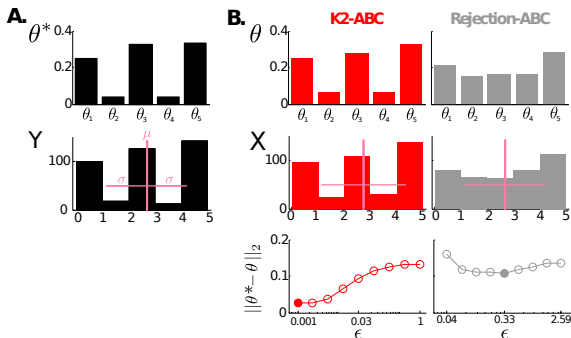 A.
B.
K2-ABC
Rejection-ABC
θ*
0.4
0.2
0
θ₁ θ₂ θ₃ θ₄ θ₅
θ
0.4
0.2
0
θ₁ θ₂ θ₃ θ₄ θ₅
θ₁ θ₂ θ₃ θ₄ θ₅
Y
100
0
μ
σ σ
0 1 2 3 4 5
X
100
0
0 1 2 3 4 5
0 1 2 3 4 5
||θ*− θ ||₂
0.2
0.1
0
0.001 0.03 1
ϵ
0.04 0.33 2.59
ϵ